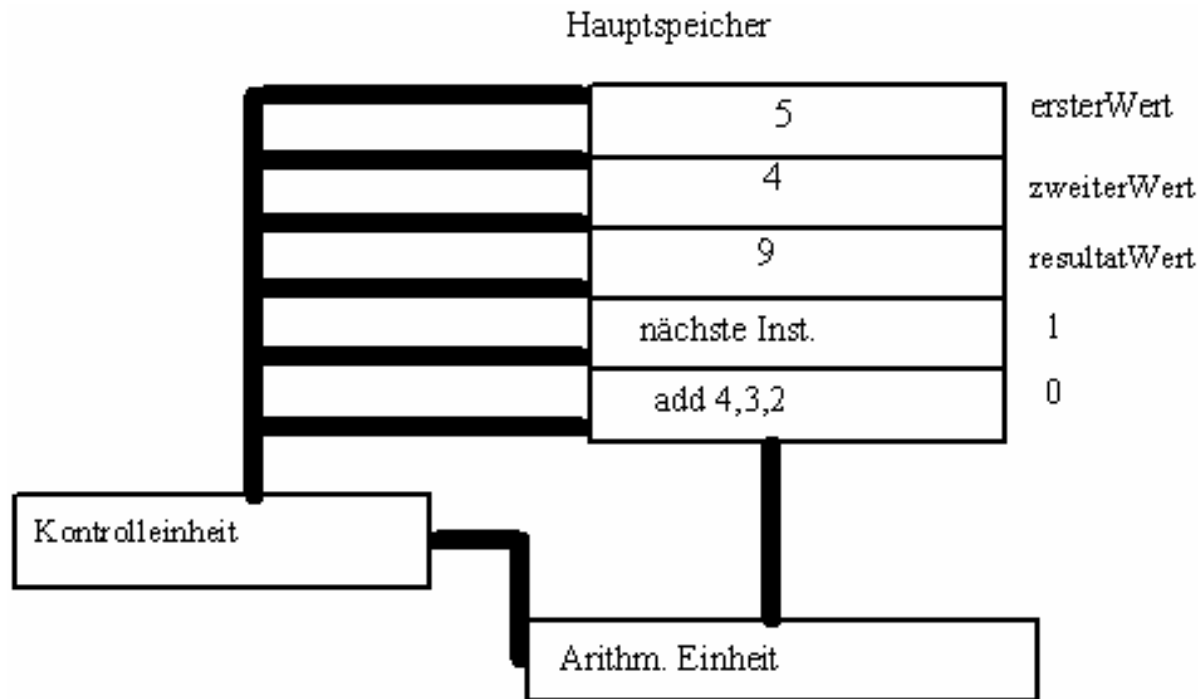 Hauptspeicher
5 ersterWert
4 zweiterWert
9 resultatWert
nächste Inst. 1
add 4,3,2 0
Kontrolleinheit
Arithm. Einheit